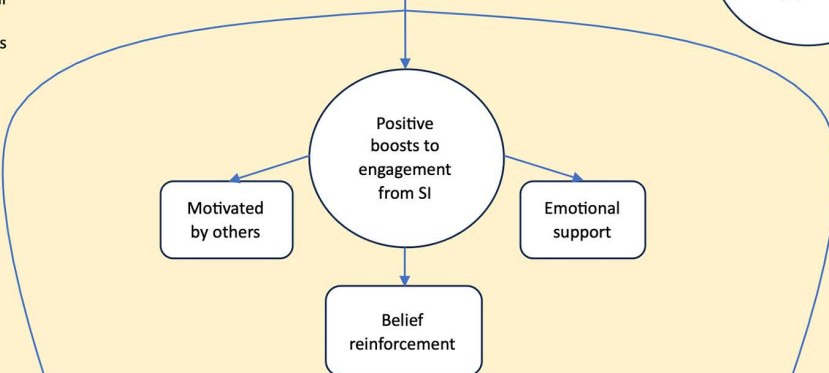 s
Positive
boosts to
engagement
from SI
Motivated
by others
Emotional
support
Belief
reinforcement